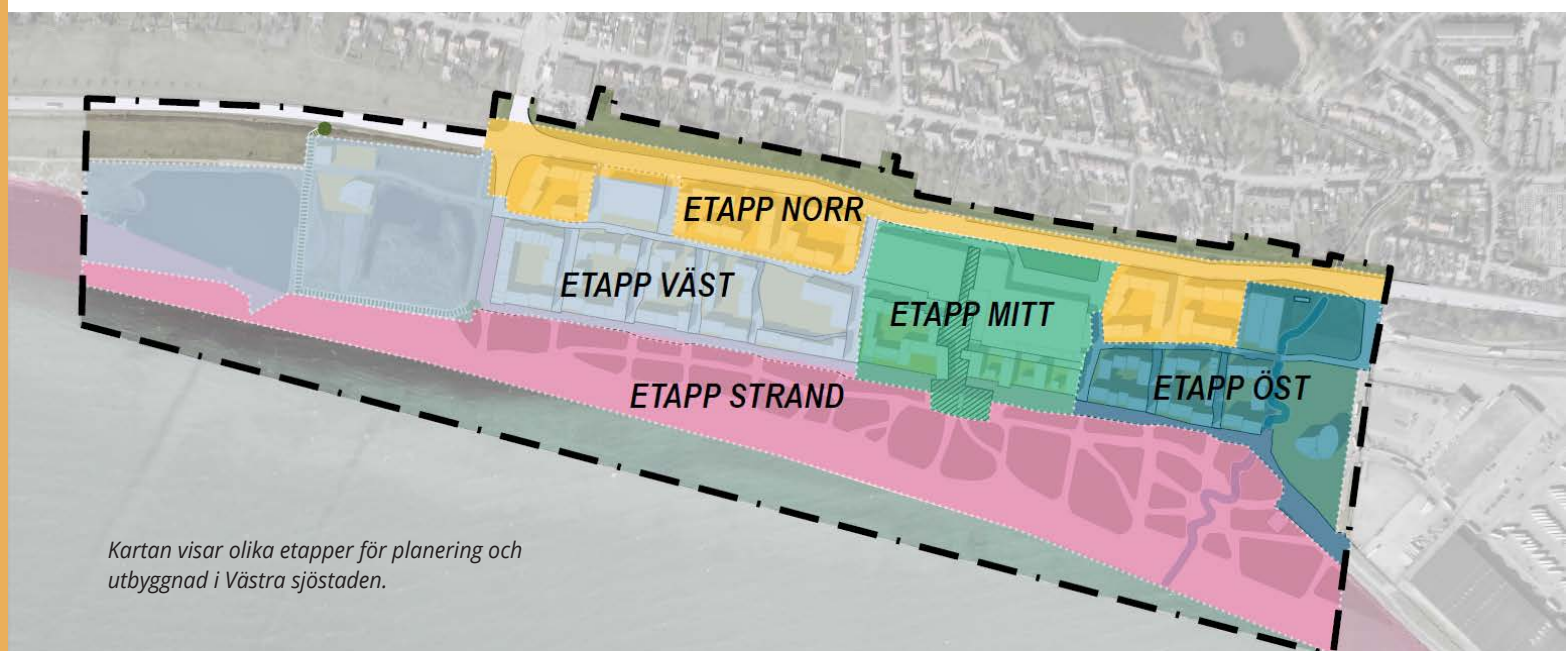 ETAPP NORR
ETAPP VÄST
ETAPP MITT
ETAPP STRAND
ETAPP ÖST
Kartan visar olika etapper för planering och
utbyggnad i Västra sjöstaden.